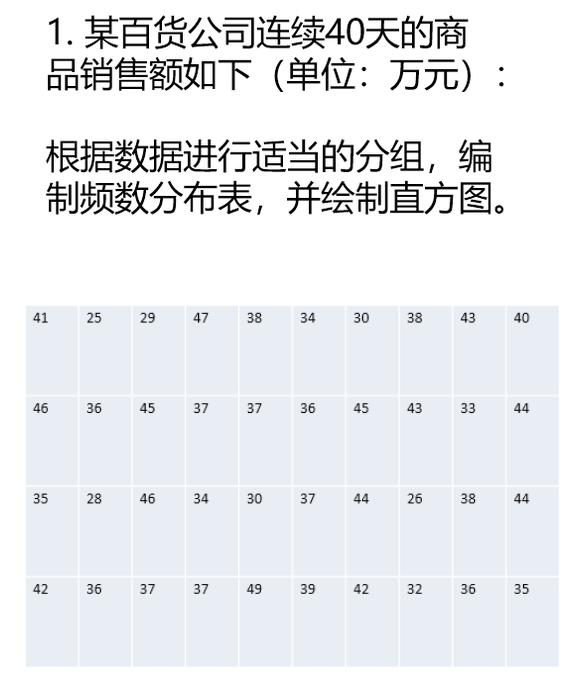 1. 某百货公司连续40天的商
品销售额如下（单位：万元）:
根据数据进行适当的分组，编
制频数分布表，并绘制直方图。
41 25 29 47 38 34 30 38 43 40
46 36 45 37 37 36 45 43 33 44
35 28 46 34 30 37 44 26 38 44
42 36 37 37 49 39 42 32 36 35